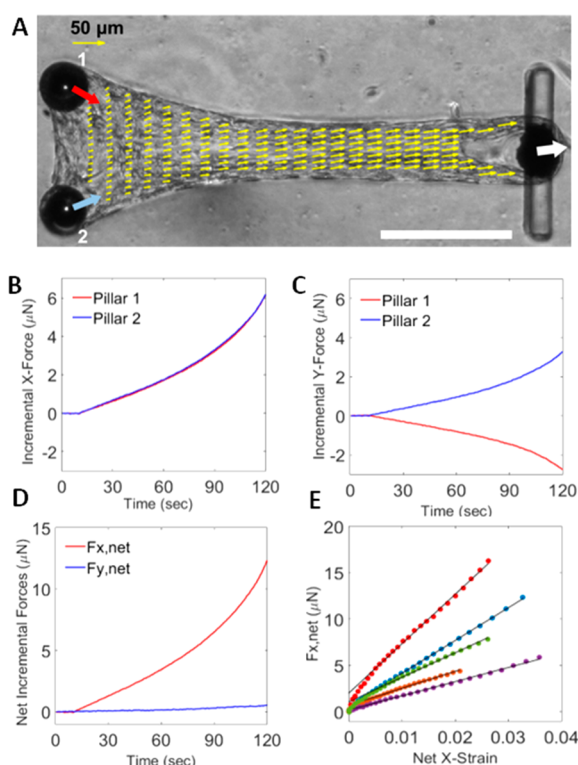 A
50 μm
1
2
B
Incremental X-Force (μN)
6
4
2
0
-2
Pillar 1
Pillar 2
0 30 60 90 120
Time (sec)
C
Incremental Y-Force (μN)
6
4
2
0
-2
Pillar 1
Pillar 2
0 30 60 90 120
Time (sec)
D
Net Incremental Forces (μN)
15
10
5
0
Fx,net
Fy,net
0 30 60 90 120
Time (sec)
E
Fx,net (μN)
20
15
10
5
0
0 0.01 0.02 0.03 0.04
Net X-Strain